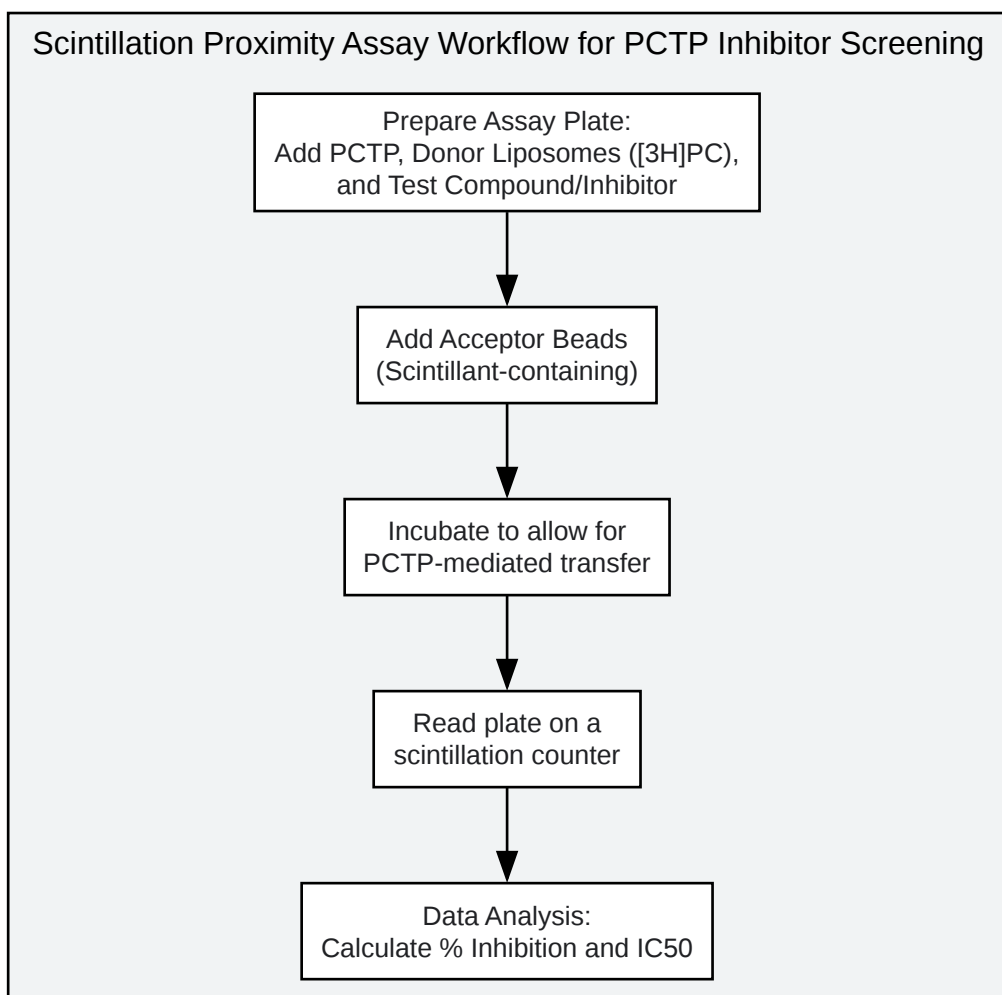 Scintillation Proximity Assay Workflow for PCTP Inhibitor Screening
Prepare Assay Plate:
Add PCTP, Donor Liposomes ([3H]PC),
and Test Compound/Inhibitor
Add Acceptor Beads
(Scintillant-containing)
Incubate to allow for
PCTP-mediated transfer
Read plate on a
scintillation counter
Data Analysis:
Calculate % Inhibition and IC50